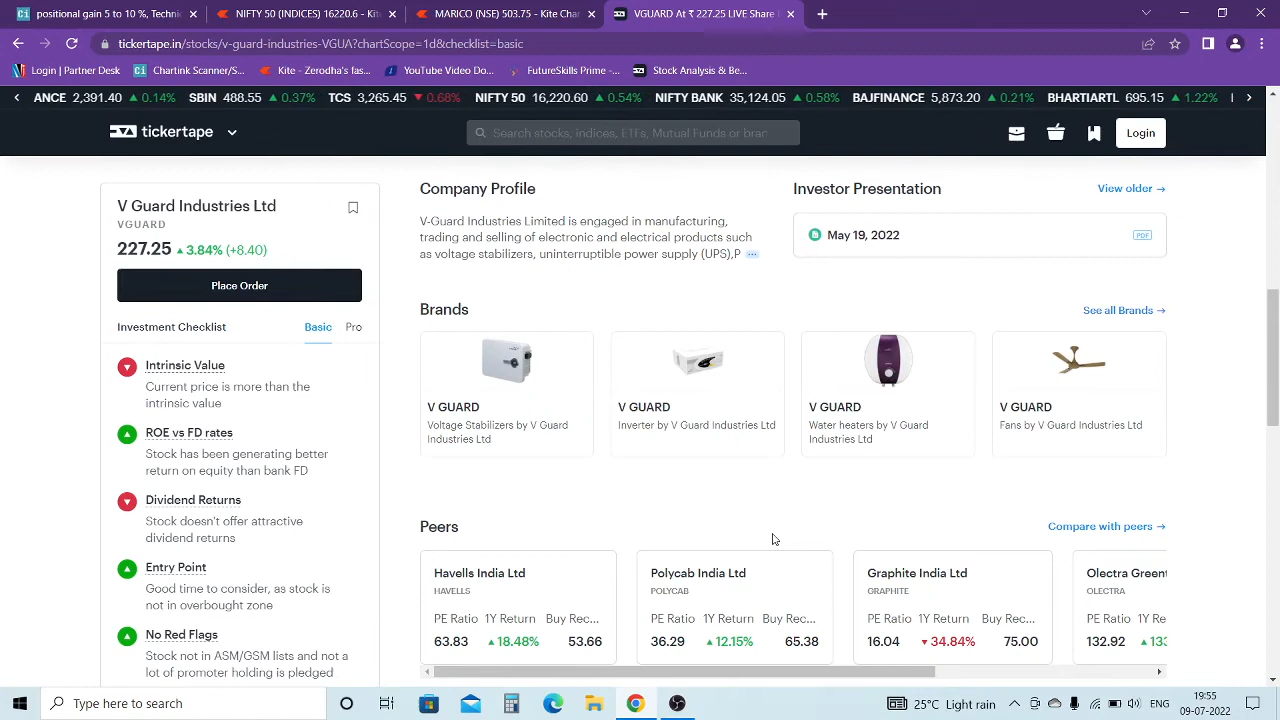 positional gain 5 to 10 %, Technik
NIFTY 50 (INDICES) 16220.6 - Kite
MARICO (NSE) 503.75 - Kite Cha
VGUARD At ₹ 227.25 LIVE Share
tickertape.in/stocks/v-guard-industries-VGUA?chartScope=1d&checklist=basic
Login | Partner Desk
Chartink Scanner/S...
Kite - Zerodha's fas...
YouTube Video Do...
FutureSkills Prime -...
Stock Analysis & Be...
ANCE 2,391.40 ▲ 0.14% SBIN 488.55 ▲ 0.37% TCS 3,265.45 ▼ 0.68% NIFTY 50 16,220.60 ▲ 0.54% NIFTY BANK 35,124.05 ▲ 0.58% BAJFINANCE 5,873.20 ▲ 0.21% BHARTIARTL 695.15 ▲ 1.22%
tickertape
Search stocks, indices, ETFs, Mutual Funds or bran
Login
V Guard Industries Ltd
VGUARD
227.25 ▲ 3.84% (+8.40)
Place Order
Investment Checklist Basic Pro
Intrinsic Value
Current price is more than the
intrinsic value
ROE vs FD rates
Stock has been generating better
return on equity than bank FD
Dividend Returns
Stock doesn't offer attractive
dividend returns
Entry Point
Good time to consider, as stock is
not in overbought zone
No Red Flags
Stock not in ASM/GSM lists and not a
lot of promoter holding is pledged
Company Profile
V-Guard Industries Limited is engaged in manufacturing,
trading and selling of electronic and electrical products such
as voltage stabilizers, uninterruptible power supply (UPS),P ...
Investor Presentation View older →
May 19, 2022 PDF
Brands See all Brands →
V GUARD
Voltage Stabilizers by V Guard
Industries Ltd
V GUARD
Inverter by V Guard Industries Ltd
V GUARD
Water heaters by V Guard
Industries Ltd
V GUARD
Fans by V Guard Industries Ltd
Peers Compare with peers →
Havells India Ltd
HAVELLS
PE Ratio 1Y Return Buy Rec...
63.83 ▲ 18.48% 53.66
Polycab India Ltd
POLYCAB
PE Ratio 1Y Return Buy Rec...
36.29 ▲ 12.15% 65.38
Graphite India Ltd
GRAPHITE
PE Ratio 1Y Return Buy Rec...
16.04 ▼ 34.84% 75.00
Olectra Green
OLECTRA
PE Ratio 1Y Return
132.92 ▲ 133
Type here to search
25°C Light rain
ENG
19:55
09-07-2022